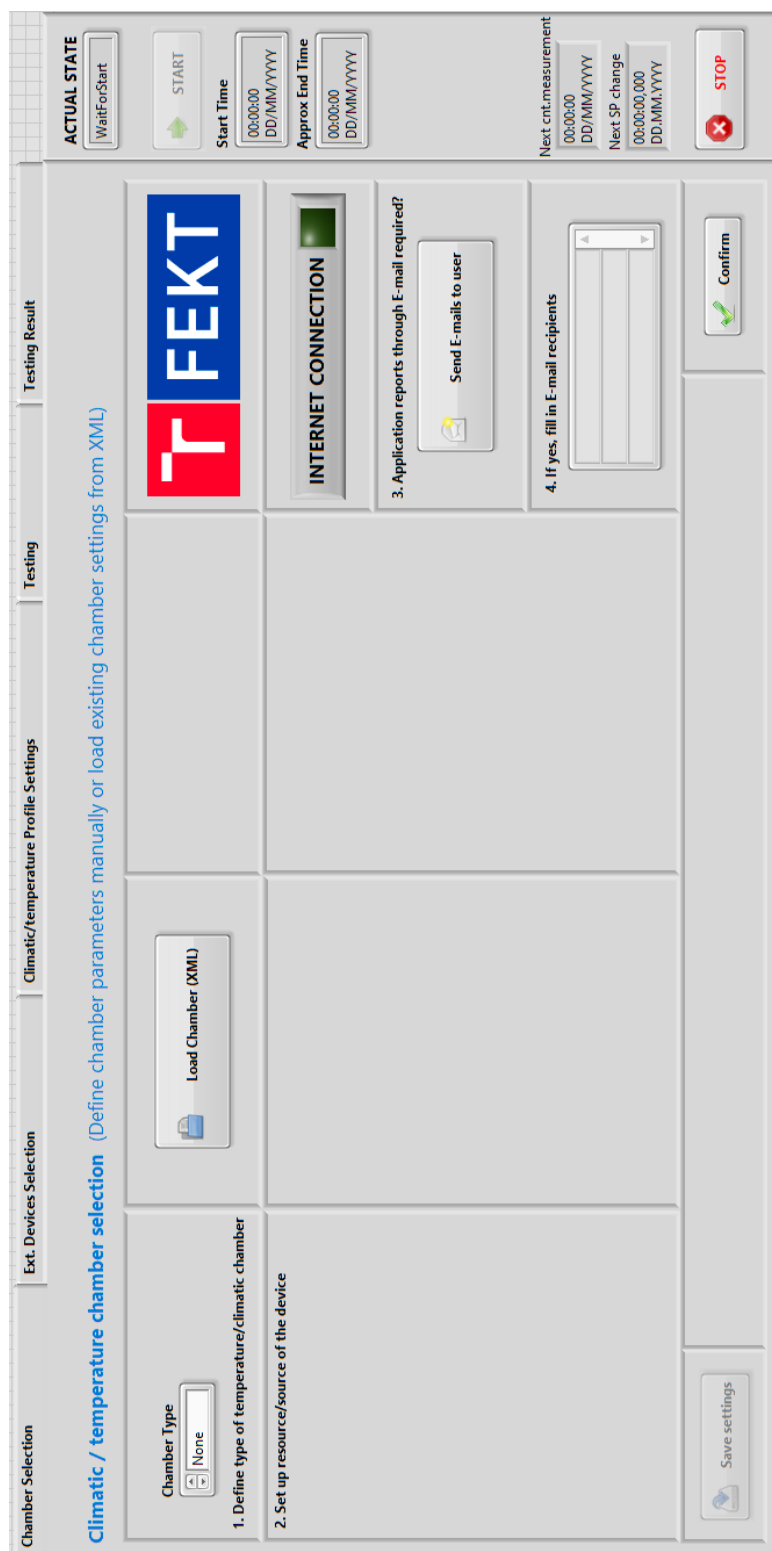 Chamber Selection
Ext. Devices Selection
Climatic/temperature Profile Settings
Testing
Testing Result
Climatic / temperature chamber selection (Define chamber parameters manually or load existing chamber settings from XML)
Chamber Type
None
1. Define type of temperature/climatic chamber
Load Chamber (XML)
T FEKT
2. Set up resource/source of the device
INTERNET CONNECTION
3. Application reports through E-mail required?
Send E-mails to user
4. If yes, fill in E-mail recipients
Save settings
Confirm
ACTUAL STATE
WaitForStart
START
Start Time
00:00:00
DD/MM/YYYY
Approx End Time
00:00:00
DD/MM/YYYY
Next cnt.measurement
00:00:00
DD/MM/YYYY
Next SP change
00:00:00,000
DD.MM.YYYY
STOP